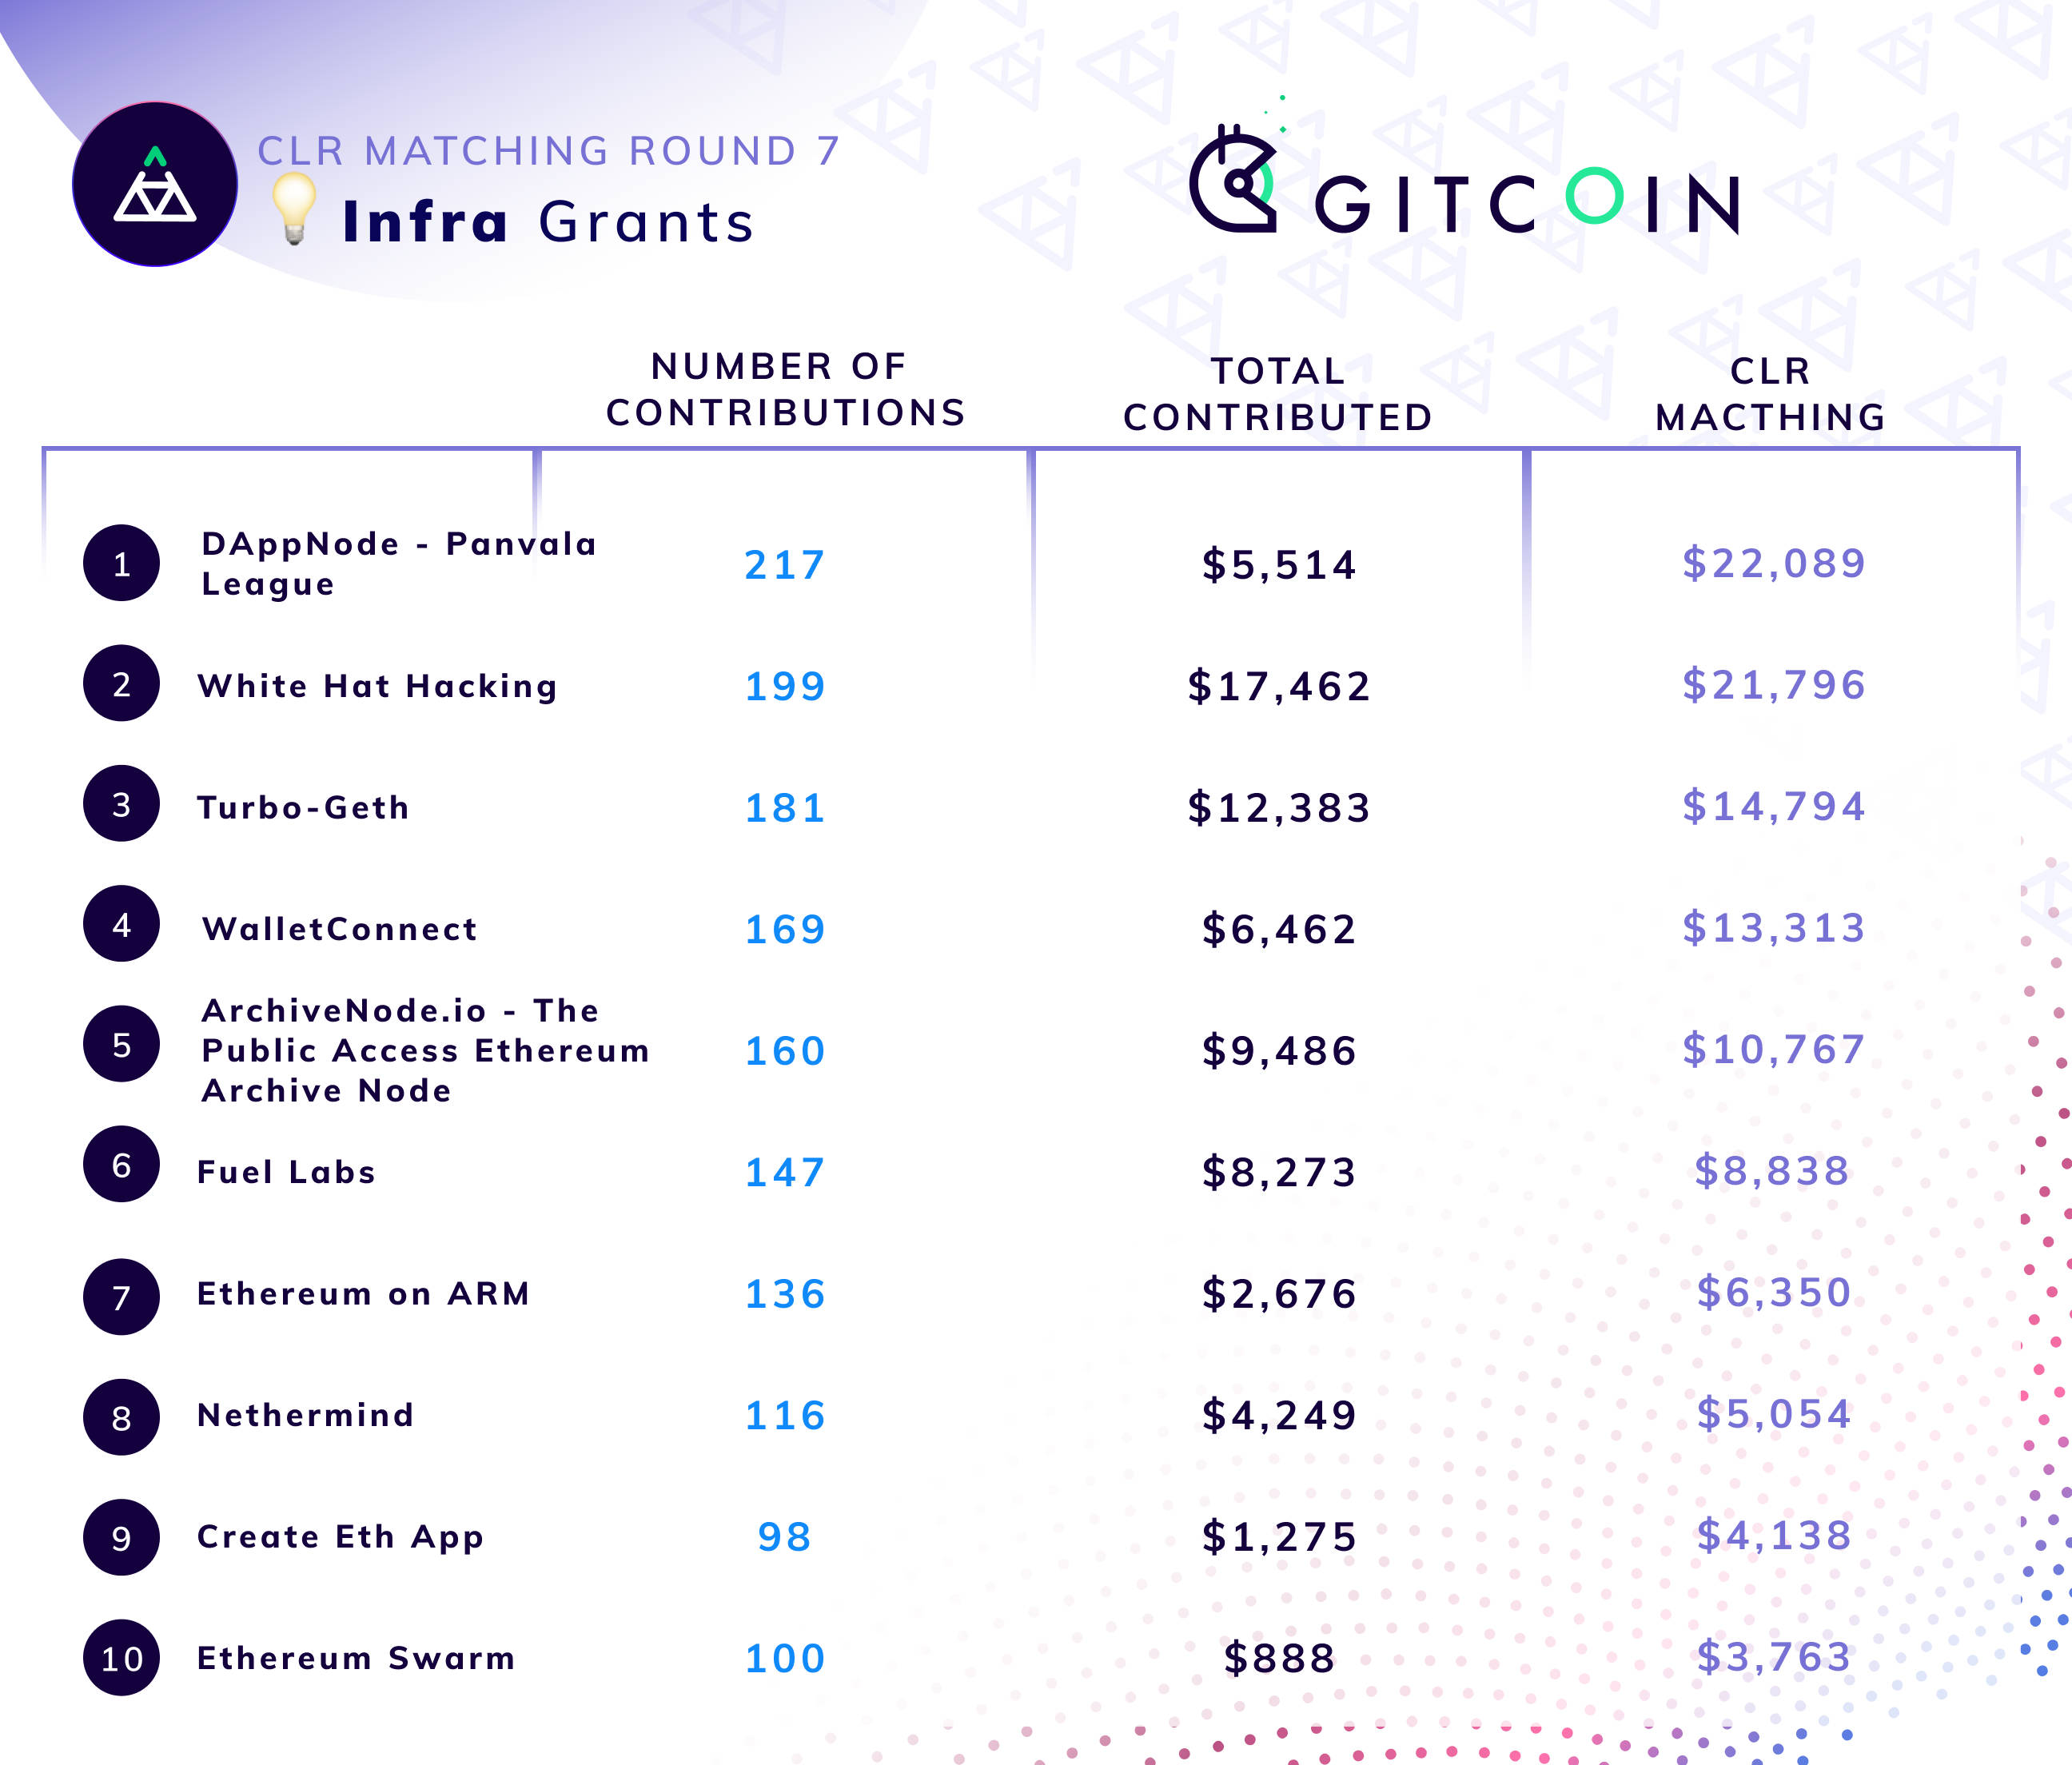 CLR MATCHING ROUND 7
Infra Grants
GITCOIN
NUMBER OF
CONTRIBUTIONS
TOTAL
CONTRIBUTED
CLR
MACTHING
1 DAppNode - Panvala
League
217 $5,514 $22,089
2 White Hat Hacking 199 $17,462 $21,796
3 Turbo-Geth 181 $12,383 $14,794
4 WalletConnect 169 $6,462 $13,313
5 ArchiveNode.io - The
Public Access Ethereum
Archive Node
160 $9,486 $10,767
6 Fuel Labs 147 $8,273 $8,838
7 Ethereum on ARM 136 $2,676 $6,350
8 Nethermind 116 $4,249 $5,054
9 Create Eth App 98 $1,275 $4,138
10 Ethereum Swarm 100 $888 $3,763